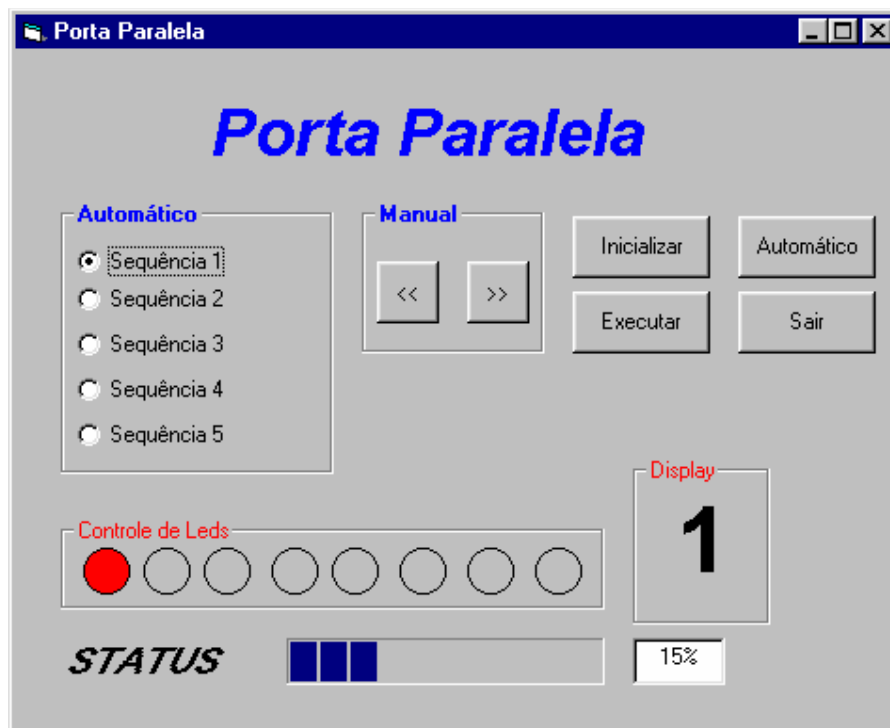 Porta Paralela
Porta Paralela
Automático
Sequência 1
Sequência 2
Sequência 3
Sequência 4
Sequência 5
Manual
<<
>>
Inicializar
Automático
Executar
Sair
Display
1
Controle de Leds
STATUS
15%